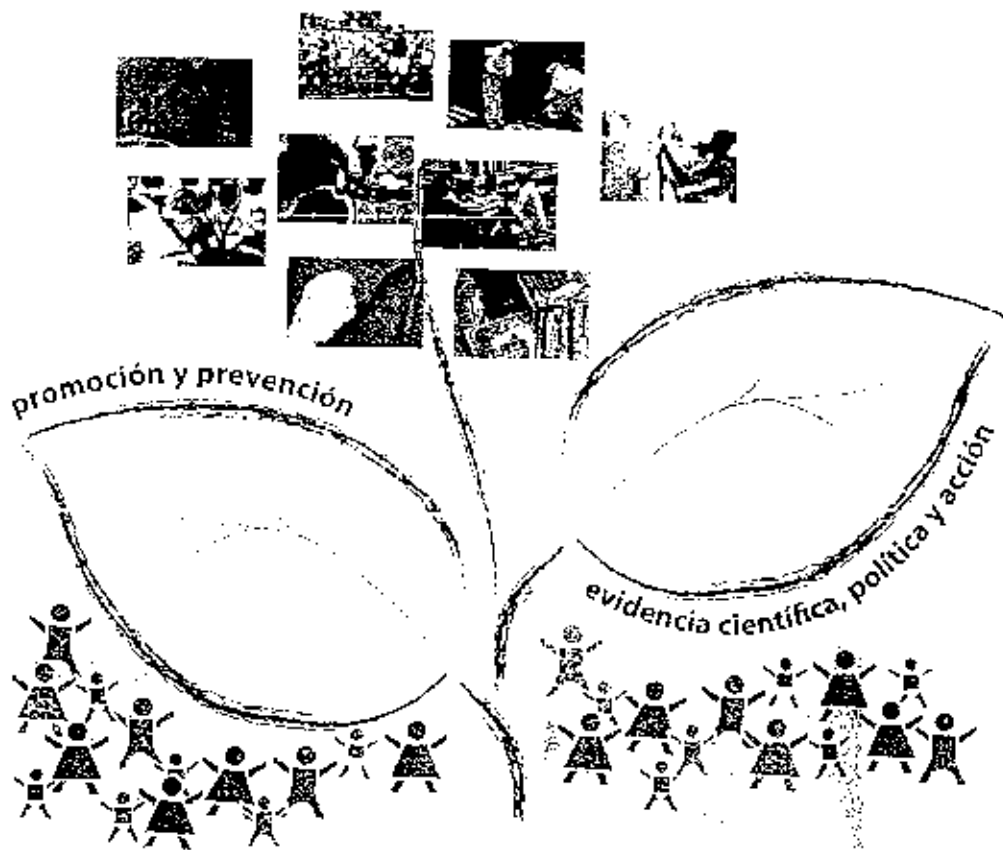 promoción y prevención
evidencia científica, política y acción